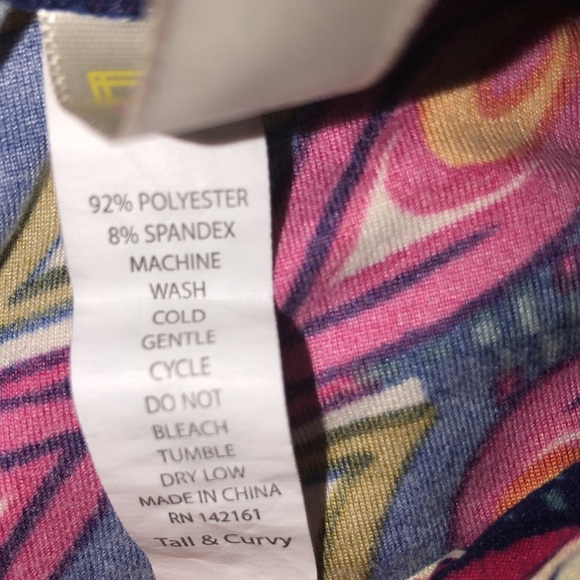 92% POLYESTER
8% SPANDEX
MACHINE
WASH
COLD
GENTLE
CYCLE
DO NOT
BLEACH
TUMBLE
DRY LOW
MADE IN CHINA
RN 142161
Tall & Curvy